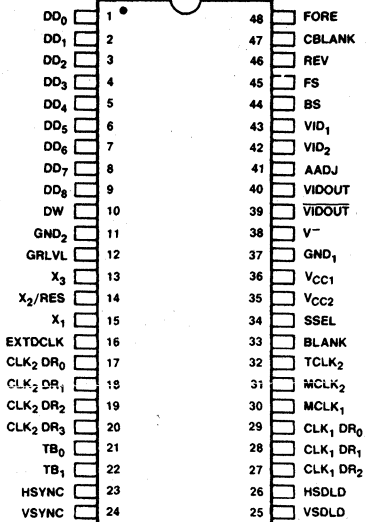 DD0 1 48 FORE
DD1 2 47 CBLANK
DD2 3 46 REV
DD3 4 45 FS
DD4 5 44 BS
DD5 6 43 VID1
DD6 7 42 VID2
DD7 8 41 AADJ
DD8 9 40 VIDOUT
DW 10 39 V̅I̅D̅O̅U̅T̅
GND2 11 38 V−
GRLVL 12 37 GND1
X3 13 36 VCC1
X2/RES 14 35 VCC2
X1 15 34 SSEL
EXTDCLK 16 33 BLANK
CLK2 DR0 17 32 TCLK2
CLK2 DR1 18 31 MCLK2
CLK2 DR2 19 30 MCLK1
CLK2 DR3 20 29 CLK1 DR0
TB0 21 28 CLK1 DR1
TB1 22 27 CLK1 DR2
HSYNC 23 26 HSDLD
VSYNC 24 25 VSDLD